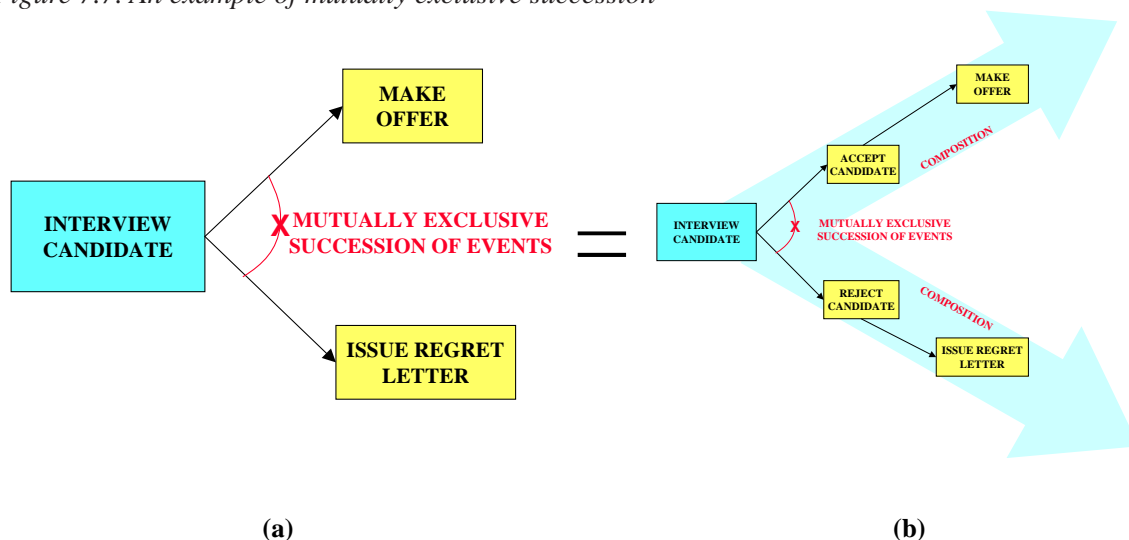 Figure 7.7. An example of mutually exclusive succession
MAKE
OFFER
INTERVIEW
CANDIDATE
X
MUTUALLY EXCLUSIVE
SUCCESSION OF EVENTS
ISSUE REGRET
LETTER
=
MAKE
OFFER
COMPOSITION
ACCEPT
CANDIDATE
INTERVIEW
CANDIDATE
X
MUTUALLY EXCLUSIVE
SUCCESSION OF EVENTS
REJECT
CANDIDATE
COMPOSITION
ISSUE REGRET
LETTER
(a)
(b)